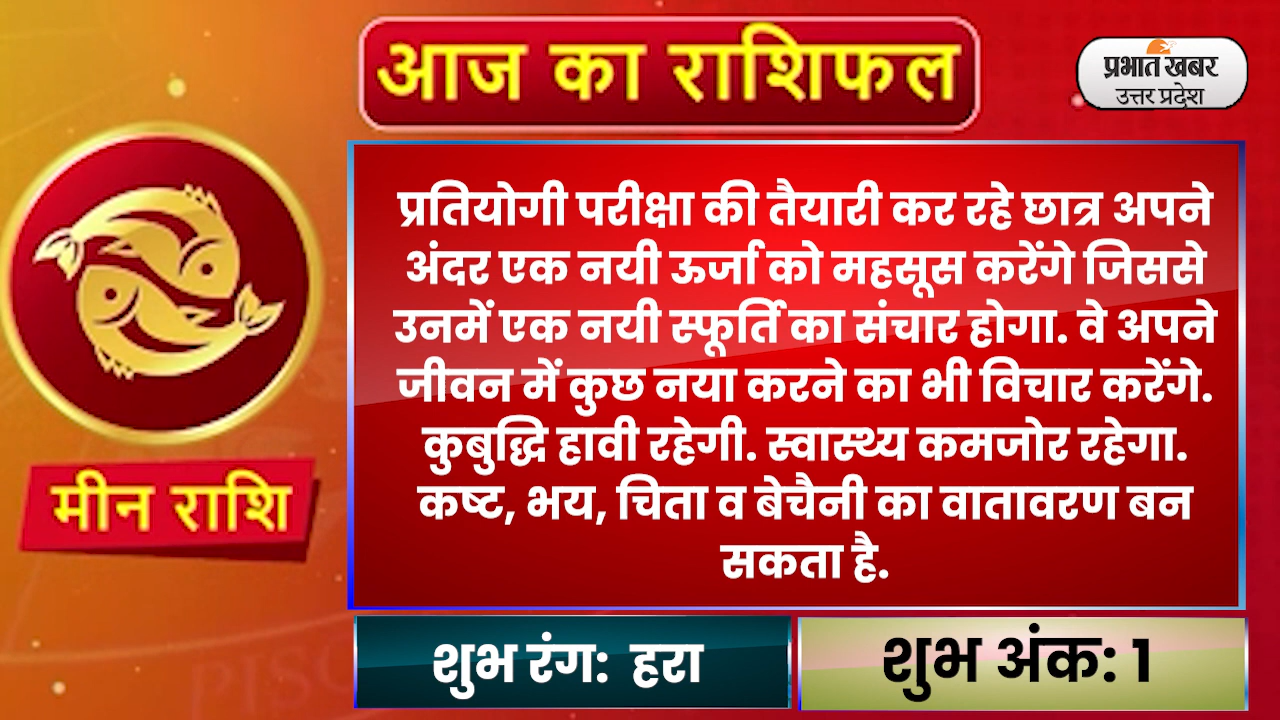 आज का राशिफल
प्रभात खबर
उत्तर प्रदेश
प्रतियोगी परीक्षा की तैयारी कर रहे छात्र अपने
अंदर एक नयी ऊर्जा को महसूस करेंगे जिससे
उनमें एक नयी स्फूर्ति का संचार होगा. वे अपने
जीवन में कुछ नया करने का भी विचार करेंगे.
कुबुद्धि हावी रहेगी. स्वास्थ्य कमजोर रहेगा.
कष्ट, भय, चिता व बेचैनी का वातावरण बन
सकता है.
मीन राशि
शुभ रंग: हरा
शुभ अंक: 1